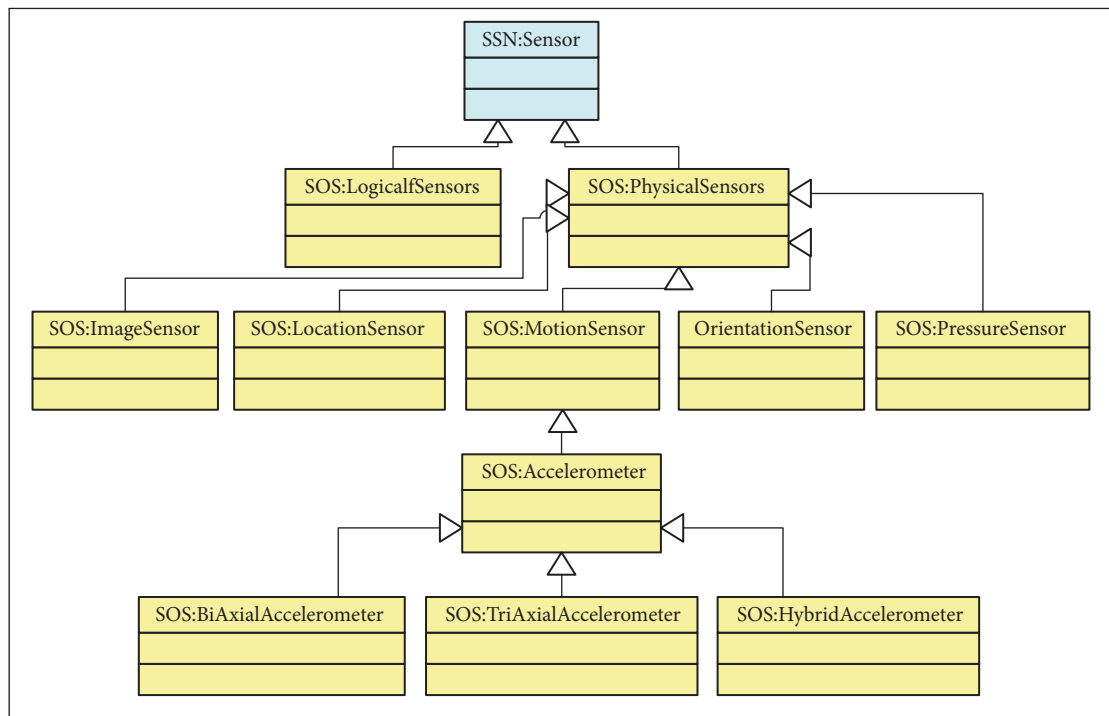 SSN:Sensor
SOS:LogicalfSensors
SOS:PhysicalSensors
SOS:ImageSensor
SOS:LocationSensor
SOS:MotionSensor
OrientationSensor
SOS:PressureSensor
SOS:Accelerometer
SOS:BiAxialAccelerometer
SOS:TriAxialAccelerometer
SOS:HybridAccelerometer